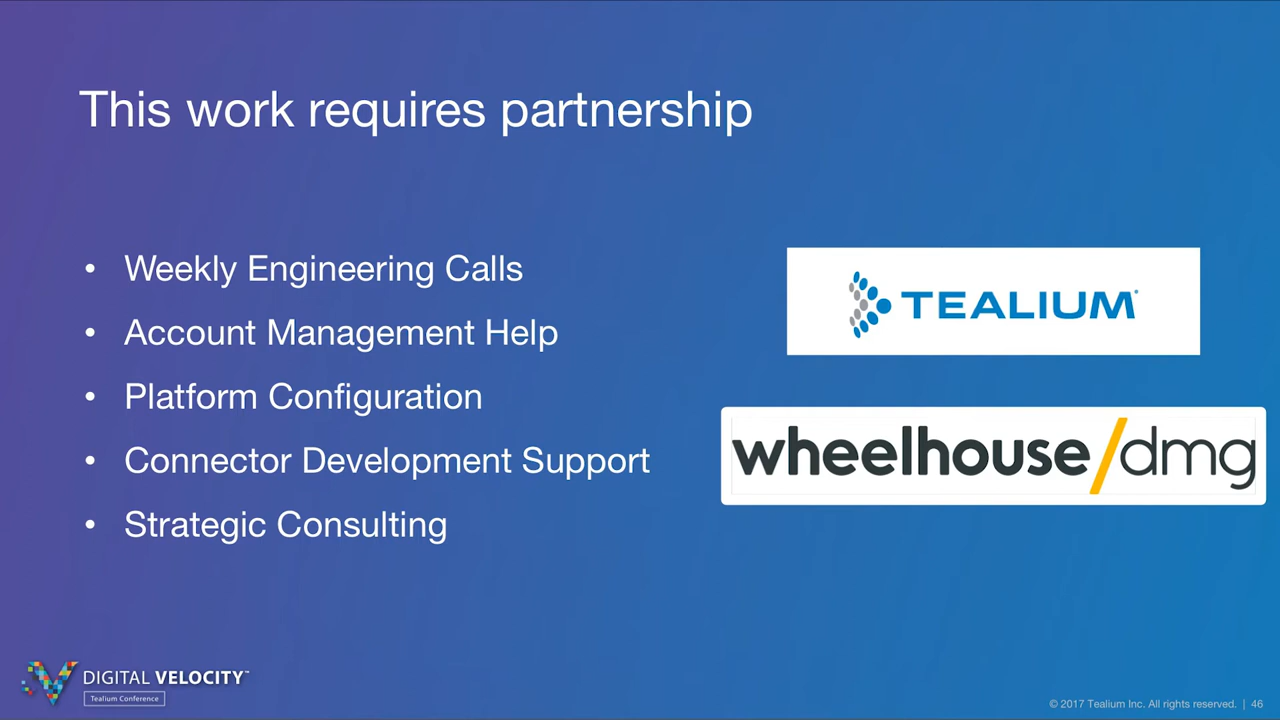 This work requires partnership
• Weekly Engineering Calls
• Account Management Help
• Platform Configuration
• Connector Development Support
• Strategic Consulting
TEALIUM®
wheelhouse/dmg
DIGITAL VELOCITY™
Tealium Conference
© 2017 Tealium Inc. All rights reserved. | 46